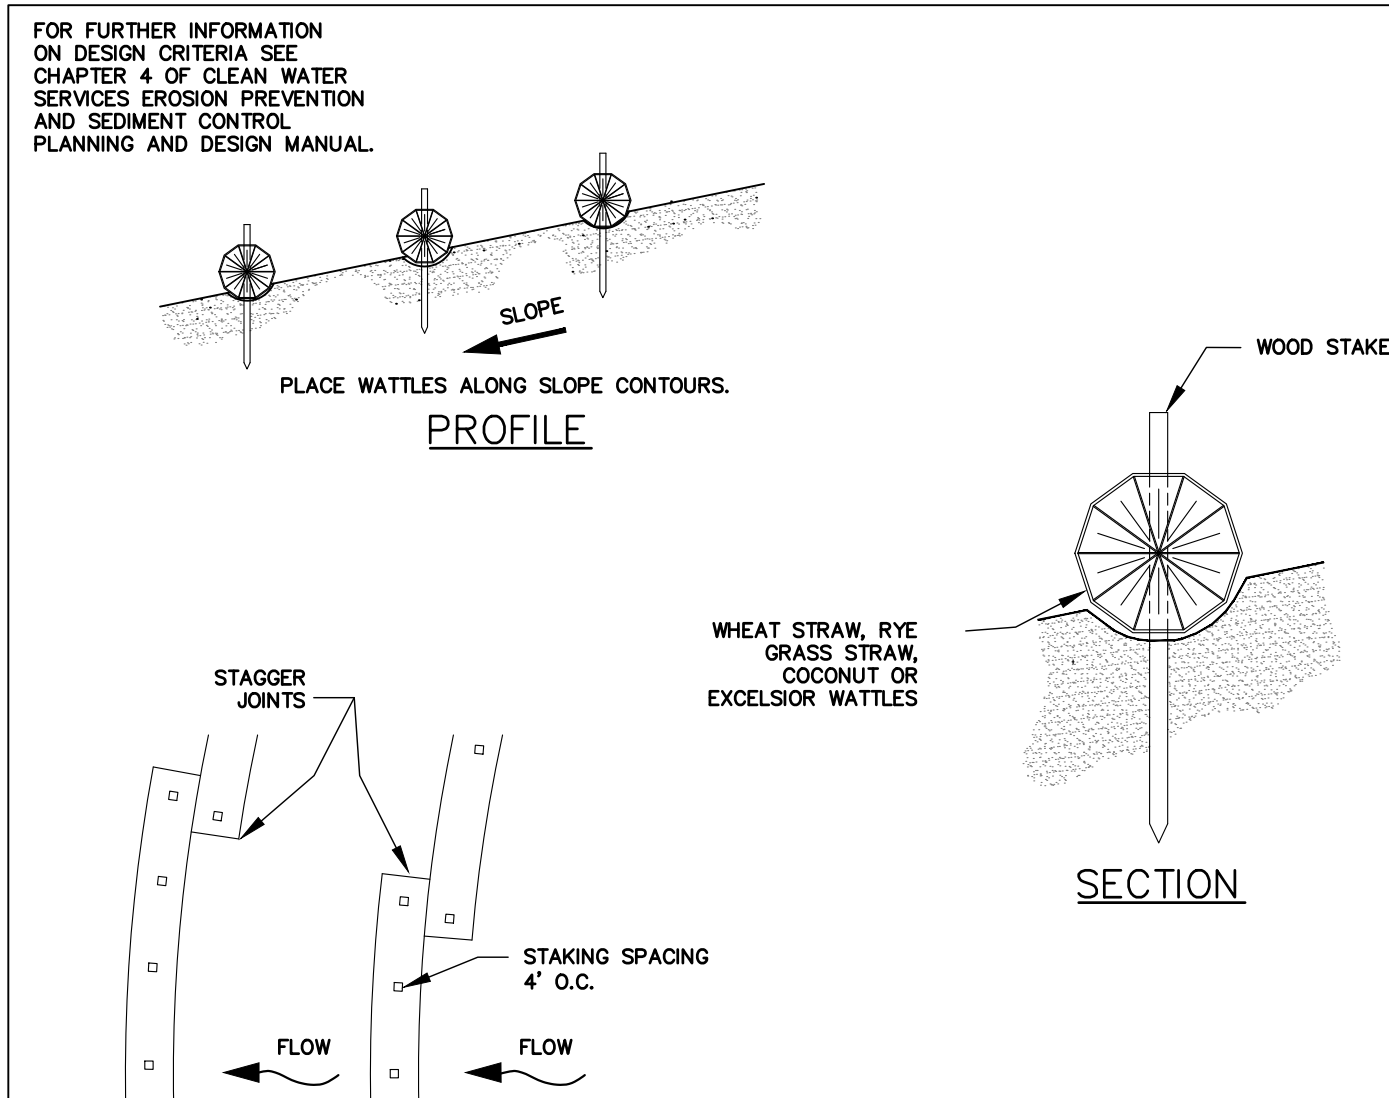 FOR FURTHER INFORMATION
ON DESIGN CRITERIA SEE
CHAPTER 4 OF CLEAN WATER
SERVICES EROSION PREVENTION
AND SEDIMENT CONTROL
PLANNING AND DESIGN MANUAL.
SLOPE
PLACE WATTLES ALONG SLOPE CONTOURS.
PROFILE
WOOD STAKE
WHEAT STRAW, RYE
GRASS STRAW,
COCONUT OR
EXCELSIOR WATTLES
SECTION
STAGGER
JOINTS
STAKING SPACING
4' O.C.
FLOW
FLOW